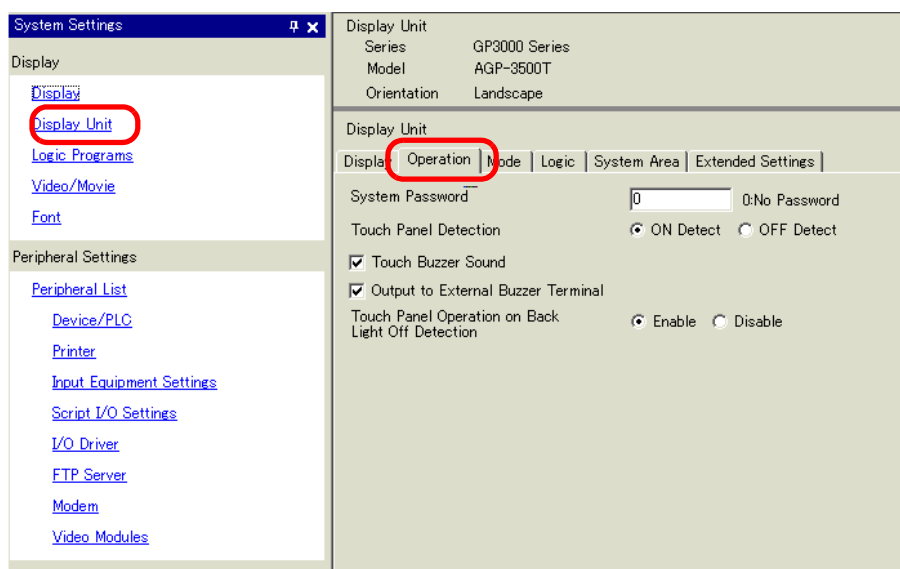 System Settings
Display
Display
Display Unit
Logic Programs
Video/Movie
Font
Peripheral Settings
Peripheral List
Device/PLC
Printer
Input Equipment Settings
Script I/O Settings
I/O Driver
FTP Server
Modem
Video Modules
Display Unit
Series GP3000 Series
Model AGP-3500T
Orientation Landscape
Display Unit
Display Operation Mode Logic System Area Extended Settings
System Password 0 0:No Password
Touch Panel Detection ON Detect OFF Detect
Touch Buzzer Sound
Output to External Buzzer Terminal
Touch Panel Operation on Back
Light Off Detection Enable Disable